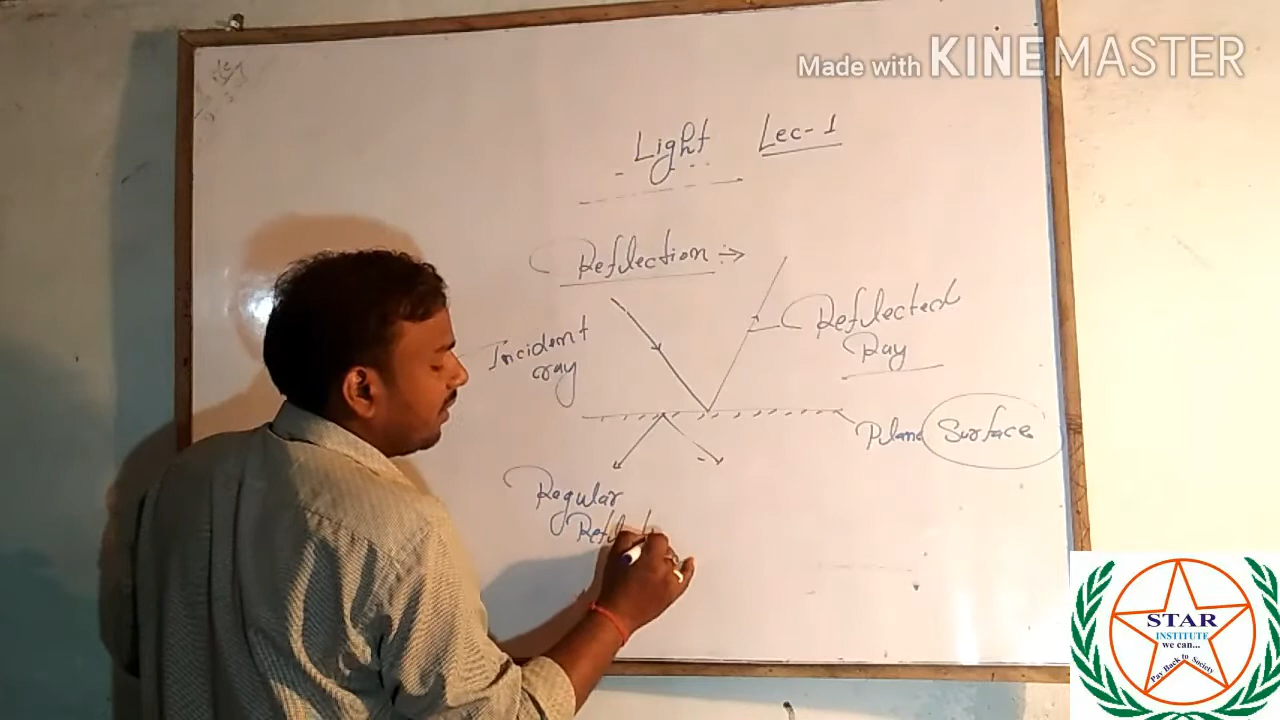 Made with KINEMASTER
Light Lec-1
Reflection
Incident
ray
Reflected
Ray
Surface
Regular
STAR
INSTITUTE
we can...
Pay Back to Society